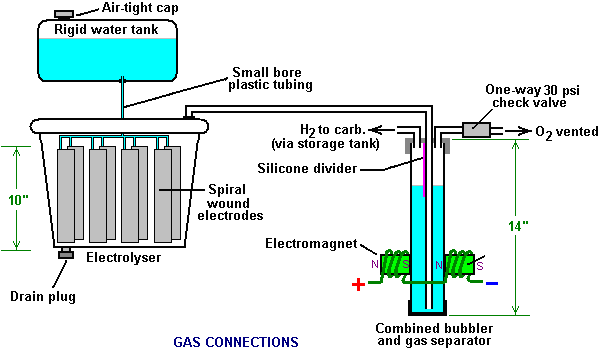 Air-tight cap
Rigid water tank
Small bore
plastic tubing
One-way 30 psi
check valve
H2 to carb.
(via storage tank)
O2 vented
Silicone divider
Spiral
wound
electrodes
10"
14"
Electromagnet
N S N S
+ -
Electrolyser
Drain plug
Combined bubbler
and gas separator
GAS CONNECTIONS